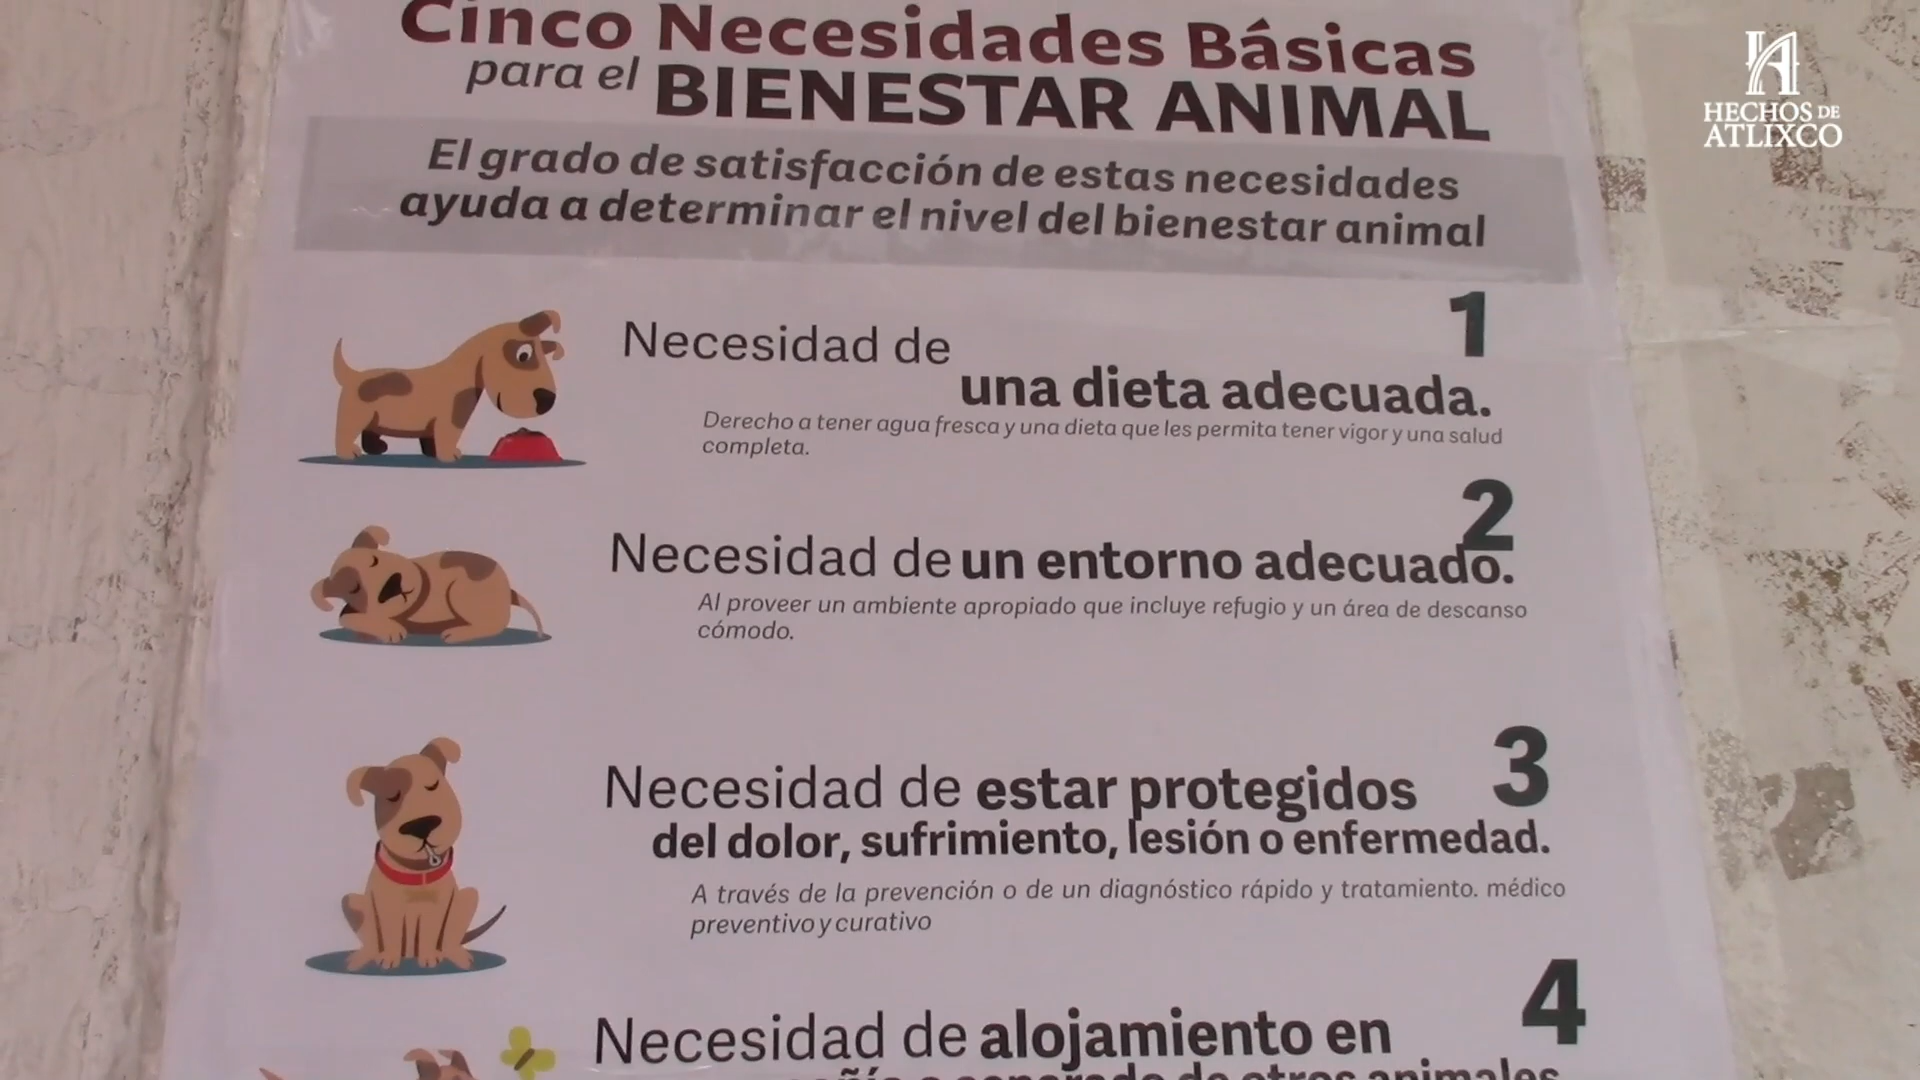 Cinco Necesidades Básicas
para el BIENESTAR ANIMAL
El grado de satisfacción de estas necesidades
ayuda a determinar el nivel del bienestar animal
1
Necesidad de
una dieta adecuada.
Derecho a tener agua fresca y una dieta que les permita tener vigor y una salud
completa.
2
Necesidad de un entorno adecuado.
Al proveer un ambiente apropiado que incluye refugio y un área de descanso
cómodo.
3
Necesidad de estar protegidos
del dolor, sufrimiento, lesión o enfermedad.
A través de la prevención o de un diagnóstico rápido y tratamiento. médico
preventivo y curativo
4
Necesidad de alojamiento en
o separado de otros animales
HECHOS DE
ATLIXCO